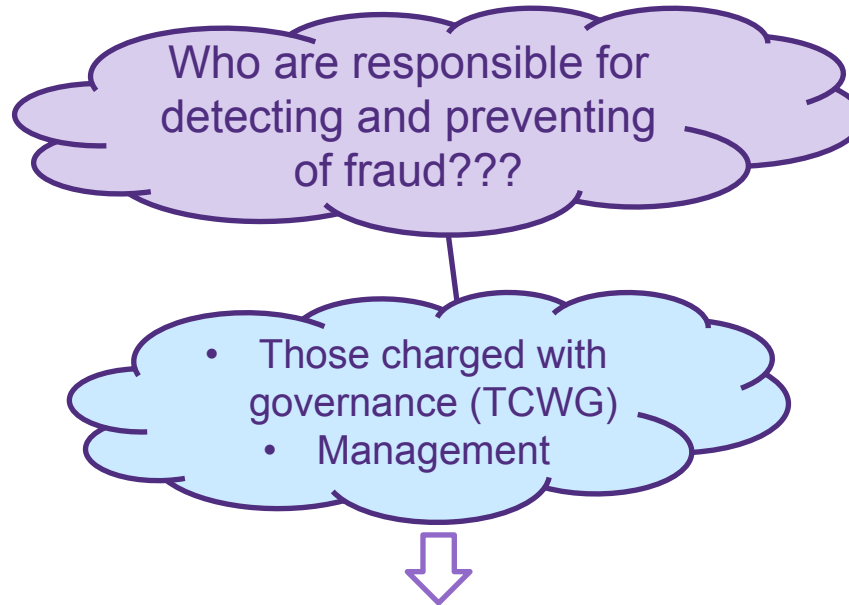 Who are responsible for
detecting and preventing
of fraud???
• Those charged with
governance (TCWG)
• Management